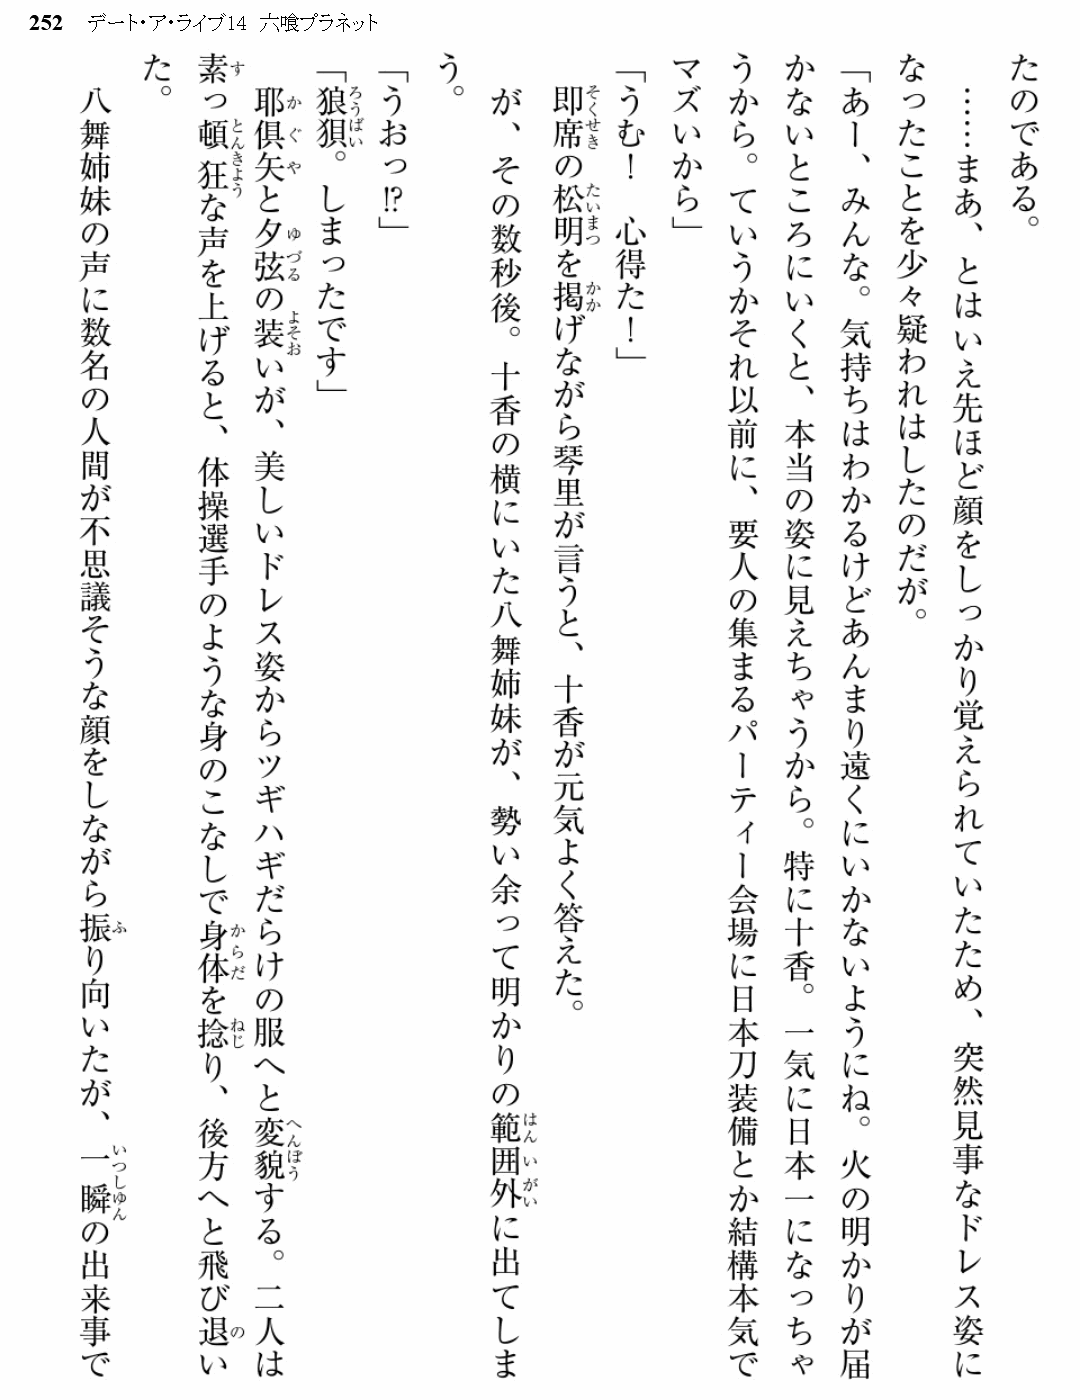 252 デート・ア・ライブ14 六喰プラネット
たのである。
……まあ、とはいえ先ほど顔をしっかり覚えられていたため、突然見事なドレス姿に
なったことを少々疑われはしたのだが。
「あー、みんな。気持ちはわかるけどあんまり遠くにいかないようにね。火の明かりが届
かないところにいくと、本当の姿に見えちゃうから。特に十香。一気に日本一になっちゃ
うから。ていうかそれ以前に、要人の集まるパーティー会場に日本刀装備とか結構本気で
マズいから」
「うむ！　心得た！」
即席の松明を掲げながら琴里が言うと、十香が元気よく答えた。
が、その数秒後。十香の横にいた八舞姉妹が、勢い余って明かりの範囲外に出てしま
う。
「うおっ!?」
「狼狽。しまったです」
耶倶矢と夕弦の装いが、美しいドレス姿からツギハギだらけの服へと変貌する。二人は
素っ頓狂な声を上げると、体操選手のような身のこなしで身体を捻り、後方へと飛び退い
た。
八舞姉妹の声に数名の人間が不思議そうな顔をしながら振り向いたが、一瞬の出来事で